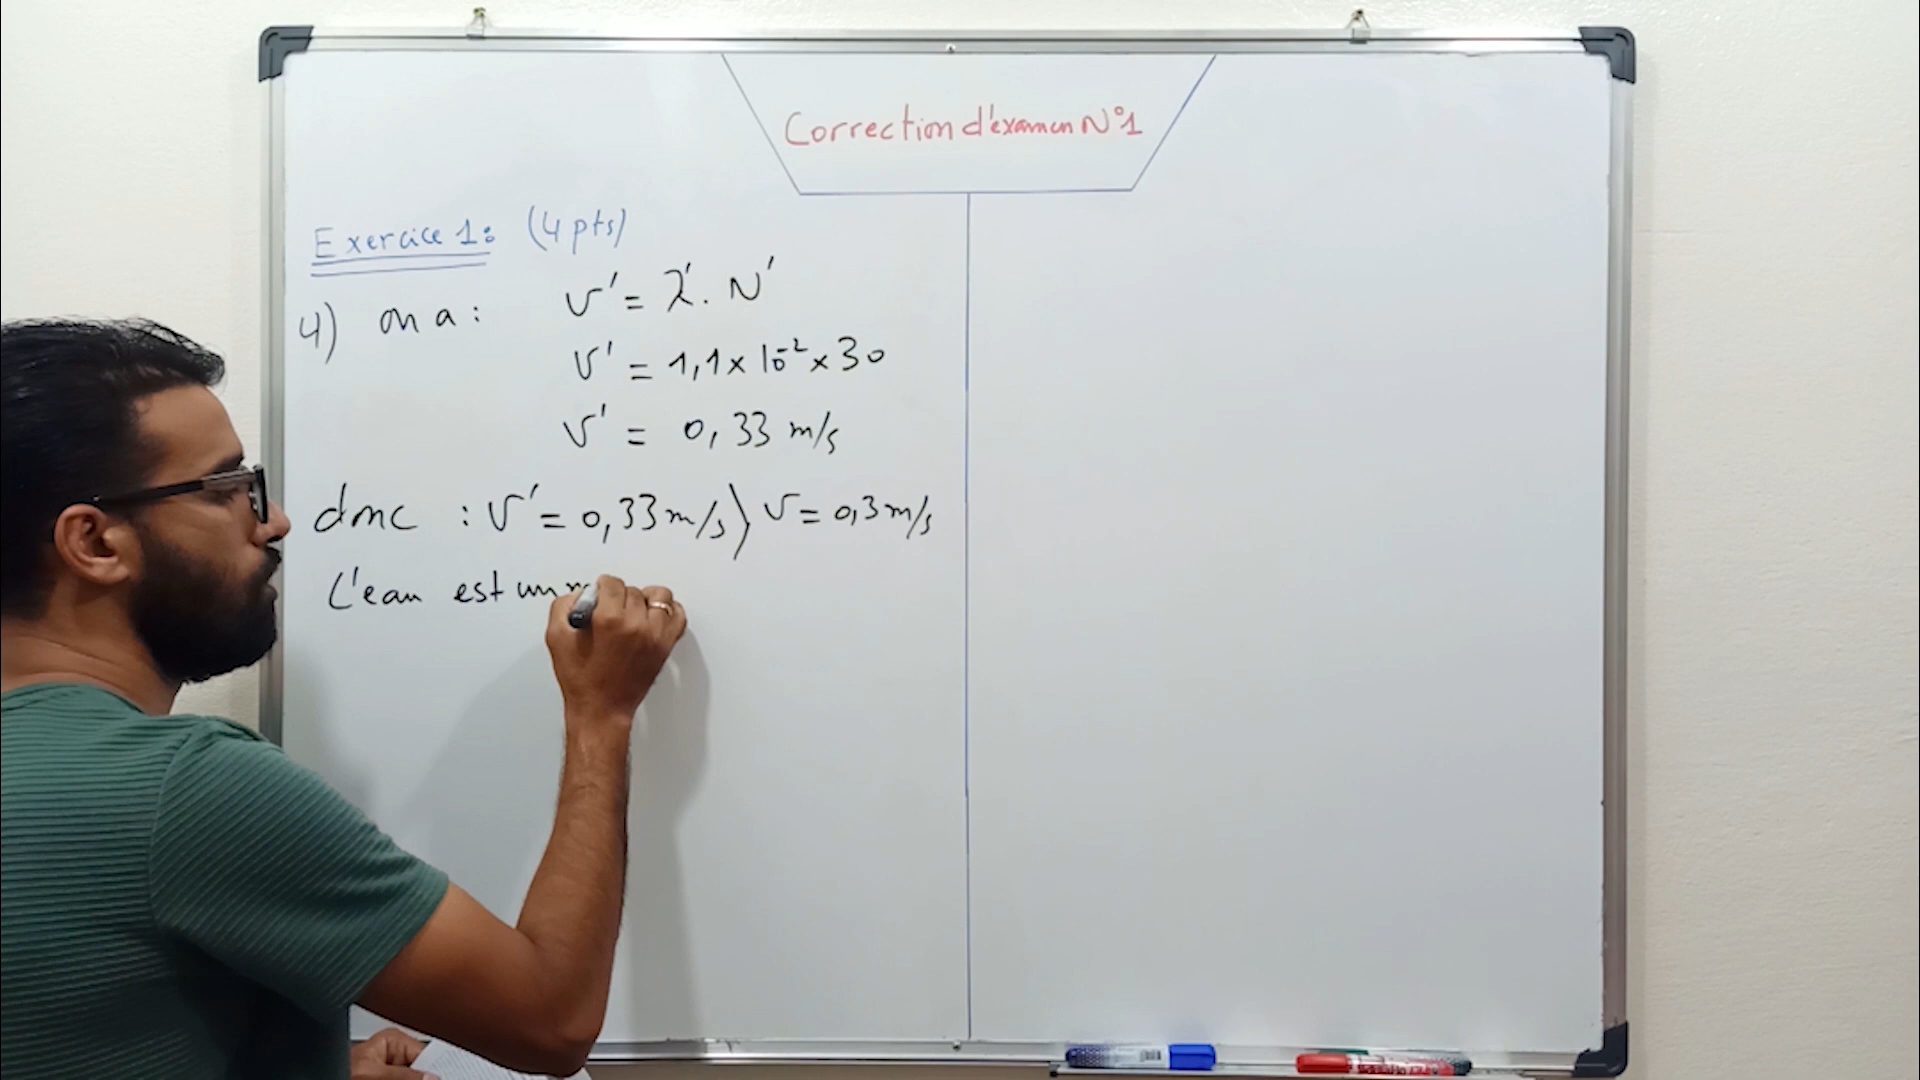 Correction d'examen N°1
Exercice 1: (4 pts)
4) on a : v' = λ'. N'
v' = 1,1 × 10⁻² × 30
v' = 0,33 m/s
donc : v' = 0,33 m/s ⟩ v = 0,3 m/s
L'eau est un